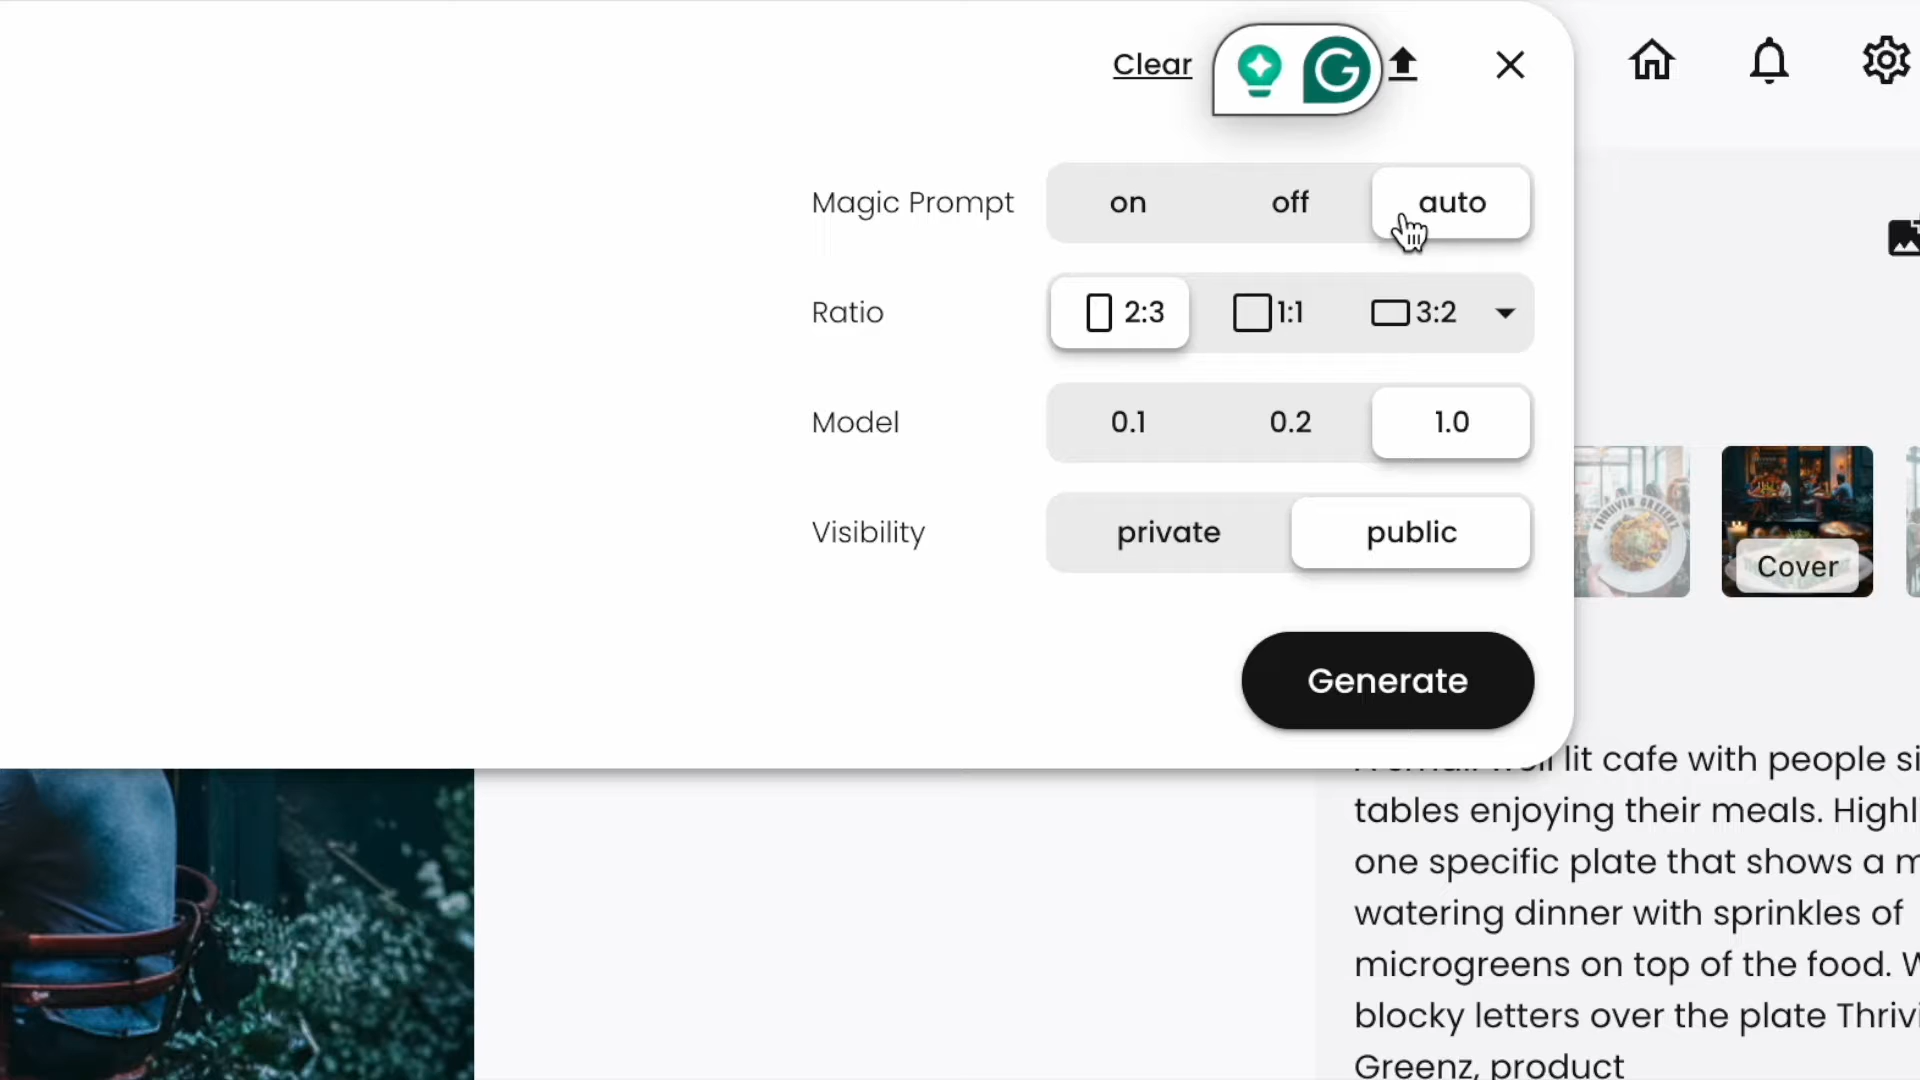 Clear
Magic Prompt on off auto
Ratio 2:3 1:1 3:2
Model 0.1 0.2 1.0
Visibility private public
THRIVIN GREENZ
Cover
Generate
lit cafe with people si
tables enjoying their meals. Highl
one specific plate that shows a m
watering dinner with sprinkles of
microgreens on top of the food. W
blocky letters over the plate Thrivi
Greenz, product